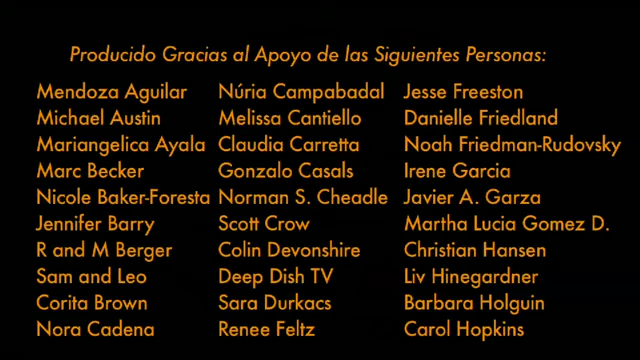 Producido Gracias al Apoyo de las Siguientes Personas:
Mendoza Aguilar
Michael Austin
Mariangelica Ayala
Marc Becker
Nicole Baker-Foresta
Jennifer Barry
R and M Berger
Sam and Leo
Corita Brown
Nora Cadena
Núria Campabadal
Melissa Cantiello
Claudia Carretta
Gonzalo Casals
Norman S. Cheadle
Scott Crow
Colin Devonshire
Deep Dish TV
Sara Durkacs
Renee Feltz
Jesse Freeston
Danielle Friedland
Noah Friedman-Rudovsky
Irene Garcia
Javier A. Garza
Martha Lucia Gomez D.
Christian Hansen
Liv Hinegardner
Barbara Holguin
Carol Hopkins